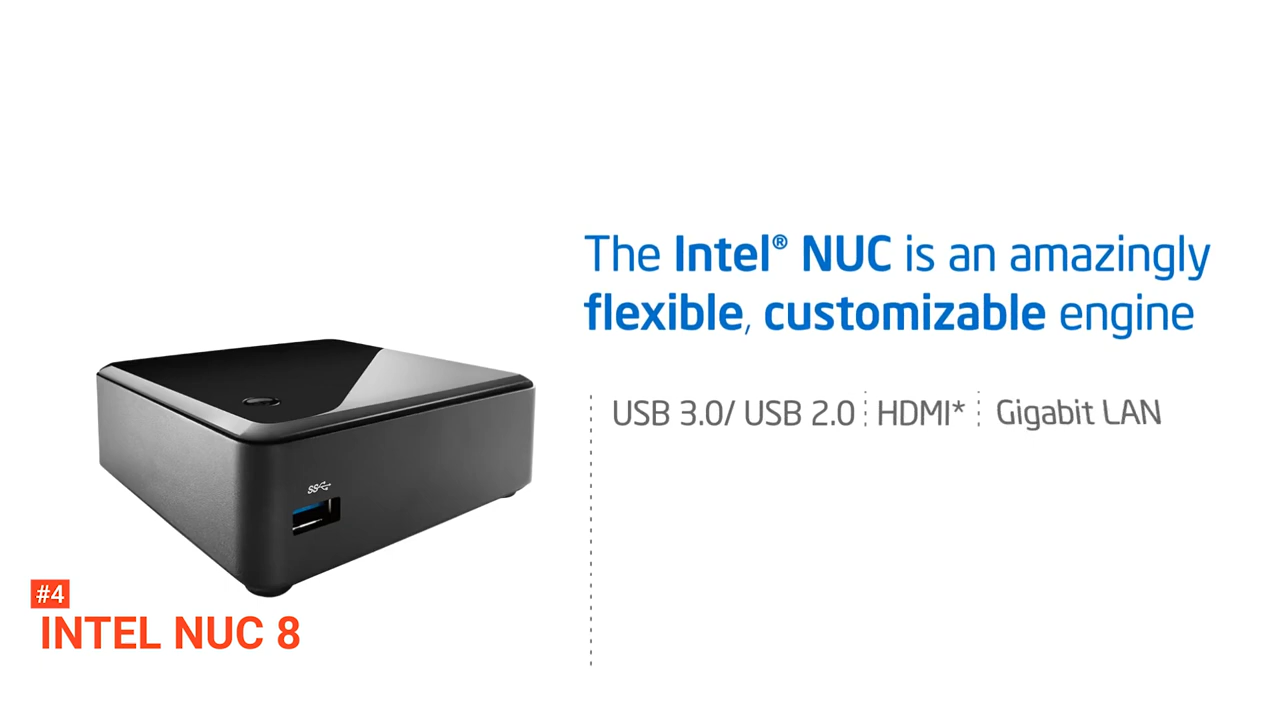 The Intel® NUC is an amazingly
flexible, customizable engine
USB 3.0/ USB 2.0
HDMI*
Gigabit LAN
SS
#4
INTEL NUC 8